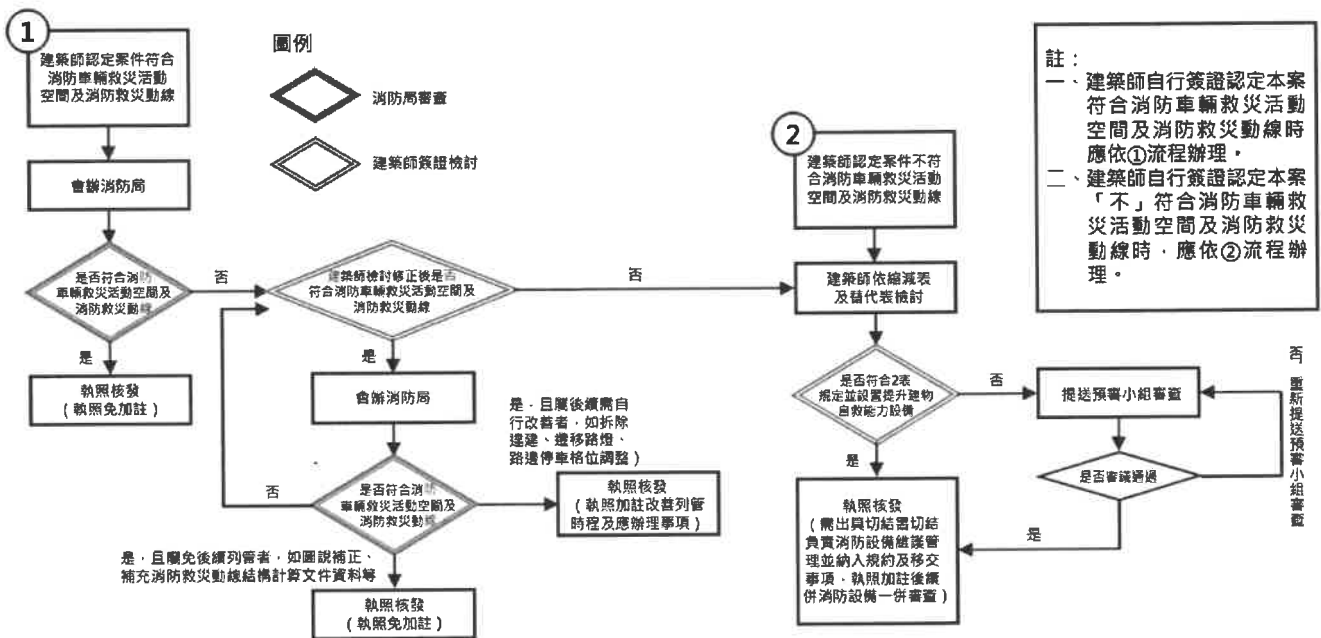 1
建築師認定案件符合
消防車輛救災活動
空間及消防救災動線
會辦消防局
是否符合消防
車輛救災活動空間及
消防救災動線
否
是
執照核發
(執照免加註)
圖例
消防局審查
建築師簽證檢討
建築師檢討修正後是否
符合消防車輛救災活動空間及
消防救災動線
否
是
會辦消防局
是否符合消防
車輛救災活動空間及
消防救災動線
否
是,且屬後續需自
行改善者,如拆除
違建、遷移路燈、
路邊停車格位調整)
執照核發
(執照加註改善列管
時程及應辦理事項)
是,且屬免後續列管者,如圖說補正、
補充消防救災動線結構計算文件資料等
執照核發
(執照免加註)
2
建築師認定案件不符
合消防車輛救災活動
空間及消防救災動線
建築師依縮減表
及替代表檢討
是否符合2表
規定並設置提升建物
自救能力設備
否
是
執照核發
(需出具切結書切結
負責消防設備維護管
理並納入規約及移交
事項,執照加註後續
併消防設備一併審查)
提送預審小組審查
是否審議通過
是
否 重新提送預審小組審查
註:
一、建築師自行簽證認定本案
符合消防車輛救災活動
空間及消防救災動線時
應依①流程辦理。
二、建築師自行簽證認定本案
「不」符合消防車輛救
災活動空間及消防救災
動線時,應依②流程辦
理。